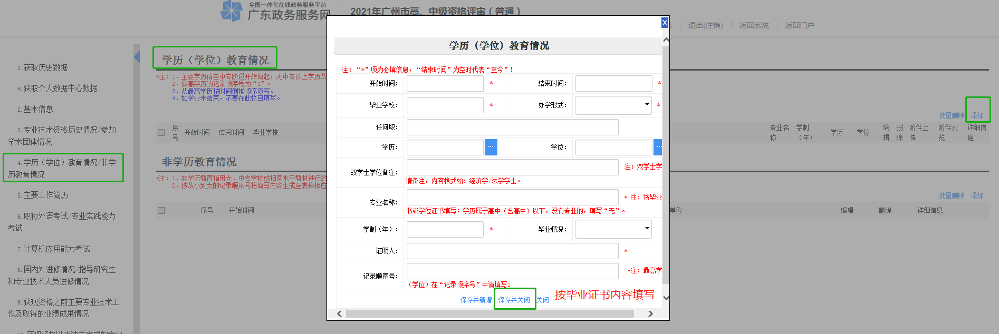 全国一体化在线政务服务平台
广东政务服务网
2021年广州市高、中级资格评审（普通）
退出(注销)
返回系统
返回门户
1.获取历史数据
*.获取个人数据中心数据
2.基本信息
3.专业技术资格历史情况/参加
学术团体情况
4.学历（学位）教育情况/非学
历教育情况
5.主要工作简历
6.职称外语考试/专业实践能力
考试
7.计算机应用能力考试
8.国内外进修情况/指导研究生
和专业技术人员进修情况
9.获现资格之前主要专业技术工
作及取得的业绩成果情况
学历（学位）教育情况
*注：1、主要学历请自中专阶段开始填起，无中专以上学历从
2、最高学历的记录顺序号为“1”。
3、从最高学历按时间倒推顺序填写。
4、如学业未结束，不要在此栏目填写。
批量删除 添加
序号 开始时间 结束时间 毕业学校 专业名称 学制（年） 学历 学位 编辑 删除 附件上传 附件浏览 详细信息
非学历教育情况
*注：1、非学历教育指用大、中专学校或相同水平教材进行的
2、按从小到大的记录顺序号将填写内容生成至表格相应
批量删除 添加
序号 开始时间 单位 编辑 删除 详细信息
X
学历（学位）教育情况
注：“*”项为必填信息，“结束时间”为空时代表“至今”！
开始时间： * 结束时间： *
毕业学校： * 办学形式： *
任何职：
学历： ... 学位： ...
双学士学位备注： 注：双学士学
请备注，内容格式如：经济学/法学学士。
专业名称： * 注：按毕业
书或学位证书填写；学历属于高中（含高中）以下，没有专业的，填写“无”。
学制（年）： * 毕业情况：
证明人： *
记录顺序号： *注：最高学
（学位）在“记录顺序号”中请填写1
保存并新增 保存并关闭 关闭
按毕业证书内容填写